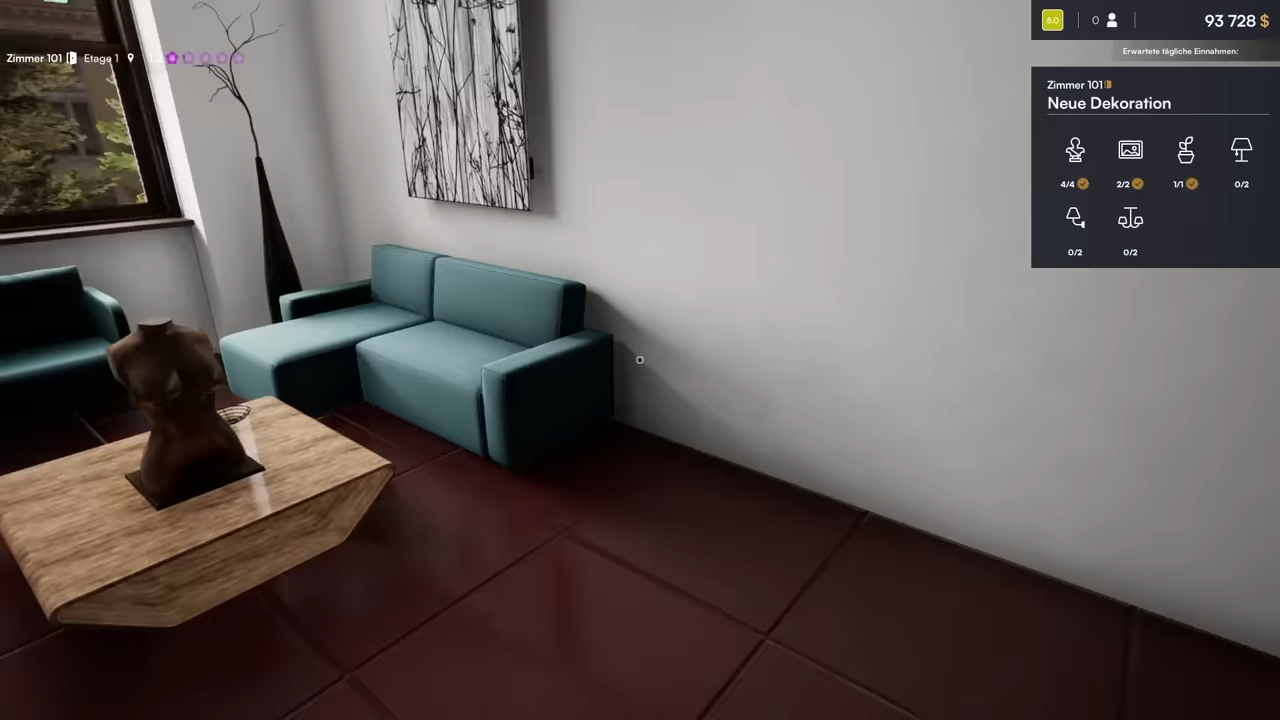 5.0
0
93 728 $
Erwartete tägliche Einnahmen:
Zimmer 101
Etage 1
Zimmer 101
Neue Dekoration
4/4
2/2
1/1
0/2
0/2
0/2